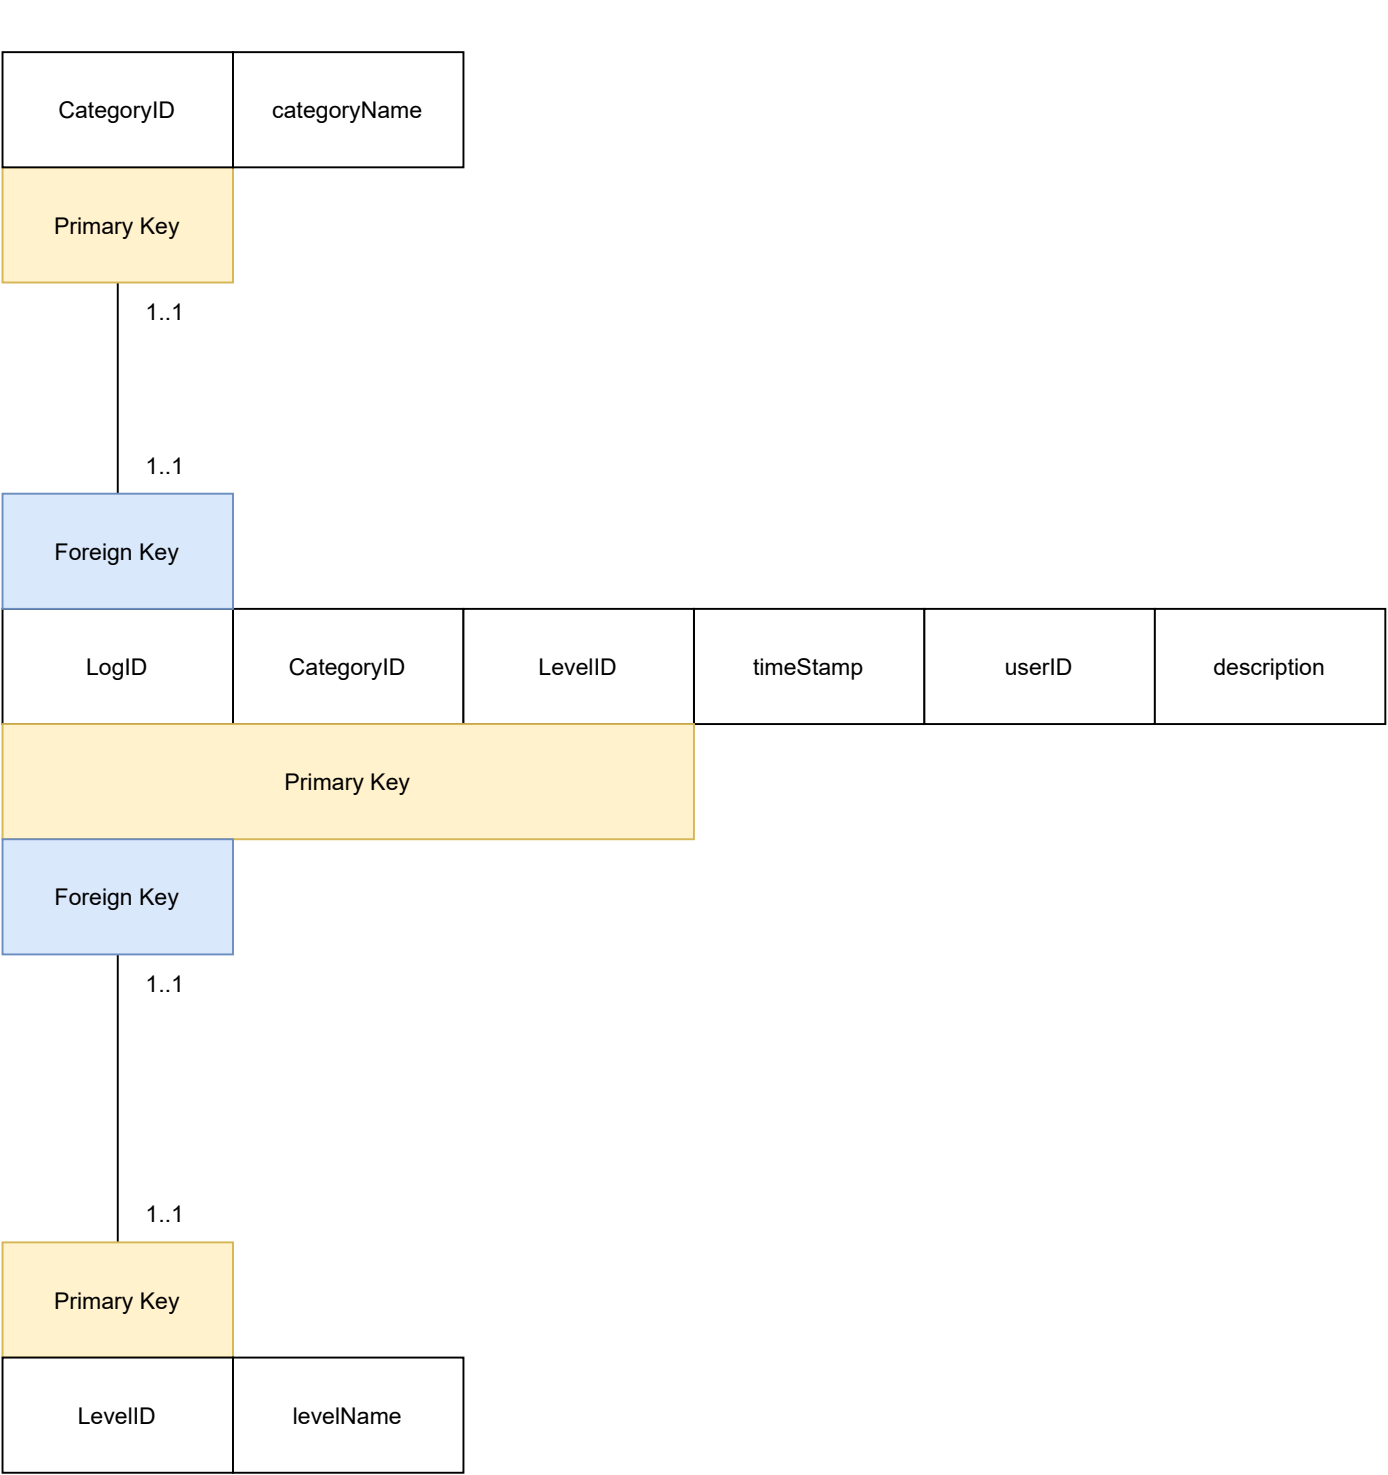 CategoryID categoryName
Primary Key
1..1
1..1
Foreign Key
LogID CategoryID LevelID timeStamp userID description
Primary Key
Foreign Key
1..1
1..1
Primary Key
LevelID levelName